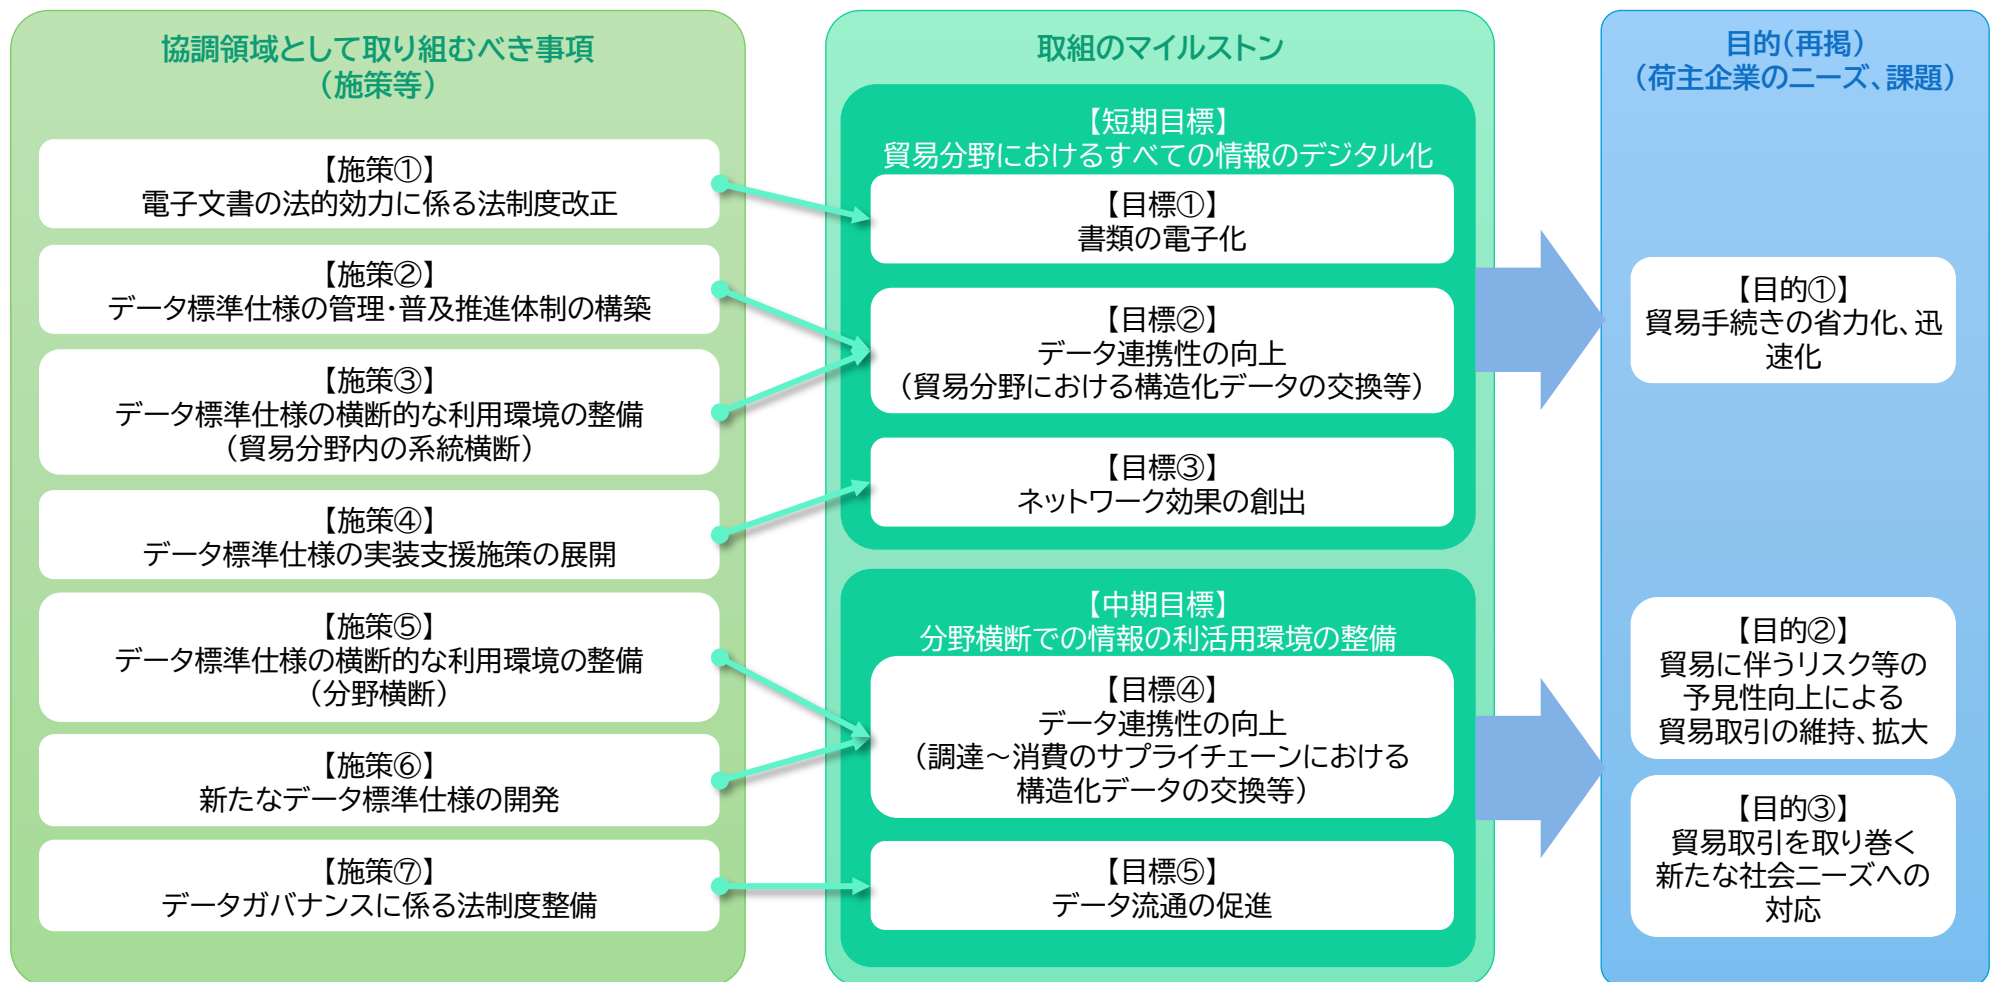 協調領域として取り組むべき事項
（施策等）
【施策①】
電子文書の法的効力に係る法制度改正
【施策②】
データ標準仕様の管理・普及推進体制の構築
【施策③】
データ標準仕様の横断的な利用環境の整備
（貿易分野内の系統横断）
【施策④】
データ標準仕様の実装支援施策の展開
【施策⑤】
データ標準仕様の横断的な利用環境の整備
（分野横断）
【施策⑥】
新たなデータ標準仕様の開発
【施策⑦】
データガバナンスに係る法制度整備
取組のマイルストン
【短期目標】
貿易分野におけるすべての情報のデジタル化
【目標①】
書類の電子化
【目標②】
データ連携性の向上
（貿易分野における構造化データの交換等）
【目標③】
ネットワーク効果の創出
【中期目標】
分野横断での情報の利活用環境の整備
【目標④】
データ連携性の向上
（調達～消費のサプライチェーンにおける
構造化データの交換等）
【目標⑤】
データ流通の促進
目的（再掲）
（荷主企業のニーズ、課題）
【目的①】
貿易手続きの省力化、迅
速化
【目的②】
貿易に伴うリスク等の
予見性向上による
貿易取引の維持、拡大
【目的③】
貿易取引を取り巻く
新たな社会ニーズへの
対応